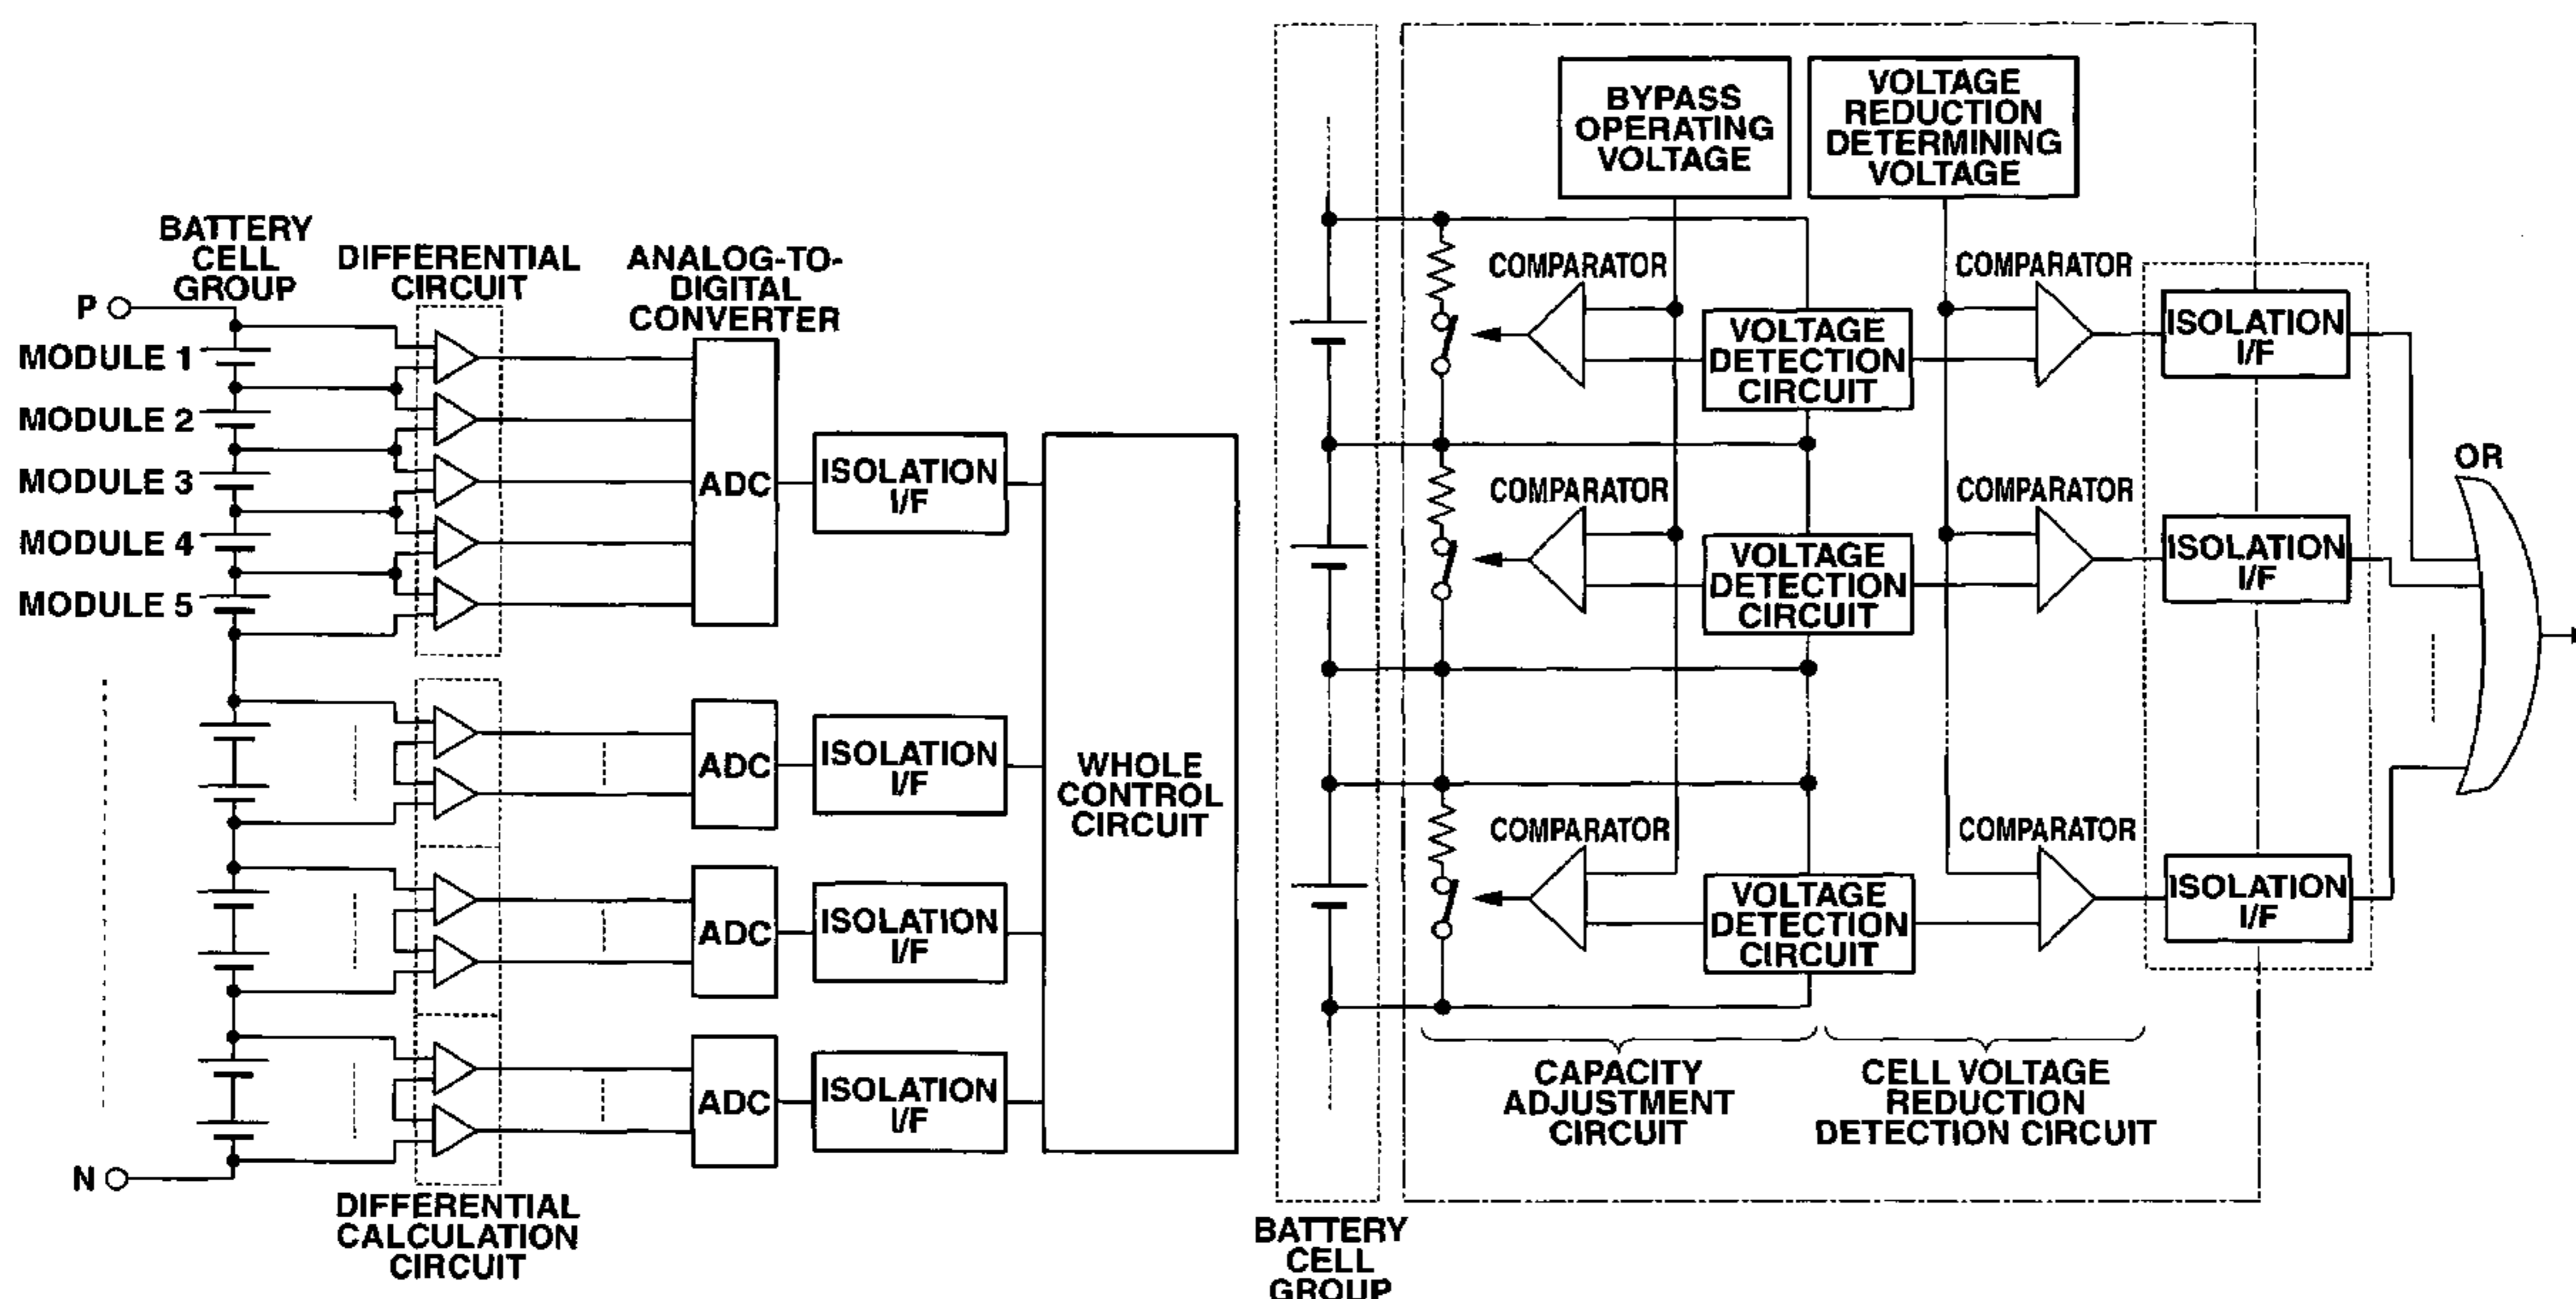 BATTERY
CELL
GROUP
DIFFERENTIAL
CIRCUIT
ANALOG-TO-
DIGITAL
CONVERTER
P
MODULE 1
MODULE 2
MODULE 3
MODULE 4
MODULE 5
ADC
ISOLATION
I/F
ADC
ISOLATION
I/F
ADC
ISOLATION
I/F
ADC
ISOLATION
I/F
WHOLE
CONTROL
CIRCUIT
N
DIFFERENTIAL
CALCULATION
CIRCUIT
BYPASS
OPERATING
VOLTAGE
VOLTAGE
REDUCTION
DETERMINING
VOLTAGE
COMPARATOR
VOLTAGE
DETECTION
CIRCUIT
COMPARATOR
ISOLATION
I/F
COMPARATOR
VOLTAGE
DETECTION
CIRCUIT
COMPARATOR
ISOLATION
I/F
OR
COMPARATOR
VOLTAGE
DETECTION
CIRCUIT
COMPARATOR
ISOLATION
I/F
CAPACITY
ADJUSTMENT
CIRCUIT
CELL VOLTAGE
REDUCTION
DETECTION CIRCUIT
BATTERY
CELL
GROUP